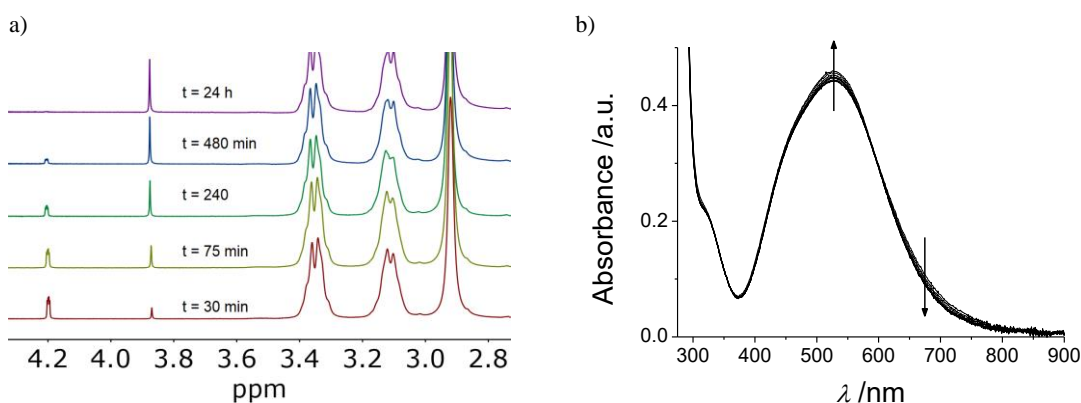 a)
t = 24 h
t = 480 min
t = 240
t = 75 min
t = 30 min
4.2 4.0 3.8 3.6 3.4 3.2 3.0 2.8
ppm
b)
Absorbance /a.u.
0.4
0.2
0.0
300 400 500 600 700 800 900
λ /nm